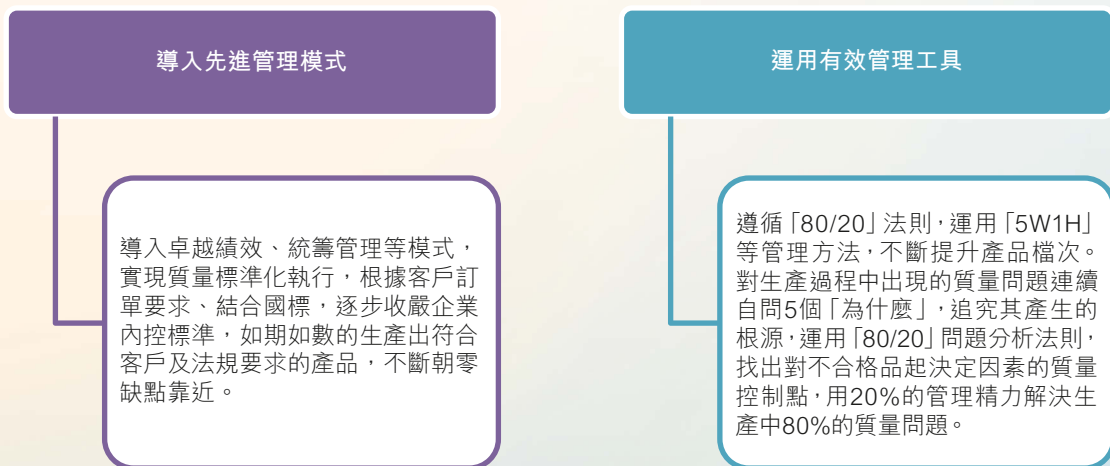 導入先進管理模式
導入卓越績效、統籌管理等模式，
實現質量標準化執行，根據客戶訂
單要求、結合國標，逐步收嚴企業
內控標準，如期如數的生產出符合
客戶及法規要求的產品，不斷朝零
缺點靠近。
運用有效管理工具
遵循「80/20」法則，運用「5W1H」
等管理方法，不斷提升產品檔次。
對生產過程中出現的質量問題連續
自問5個「為什麼」，追究其產生的
根源，運用「80/20」問題分析法則，
找出對不合格品起決定因素的質量
控制點，用20%的管理精力解決生
產中80%的質量問題。